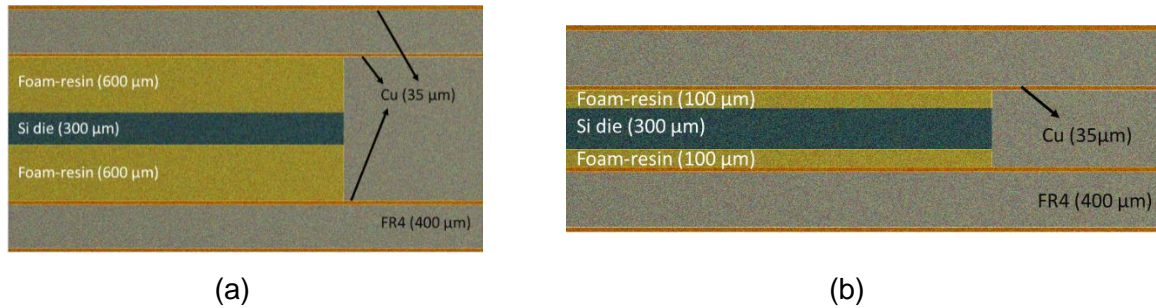 Foam-resin (600 µm)
Cu (35 µm)
Si die (300 µm)
Foam-resin (600 µm)
FR4 (400 µm)
(a)
Foam-resin (100 µm)
Si die (300 µm)
Cu (35µm)
Foam-resin (100 µm)
FR4 (400 µm)
(b)